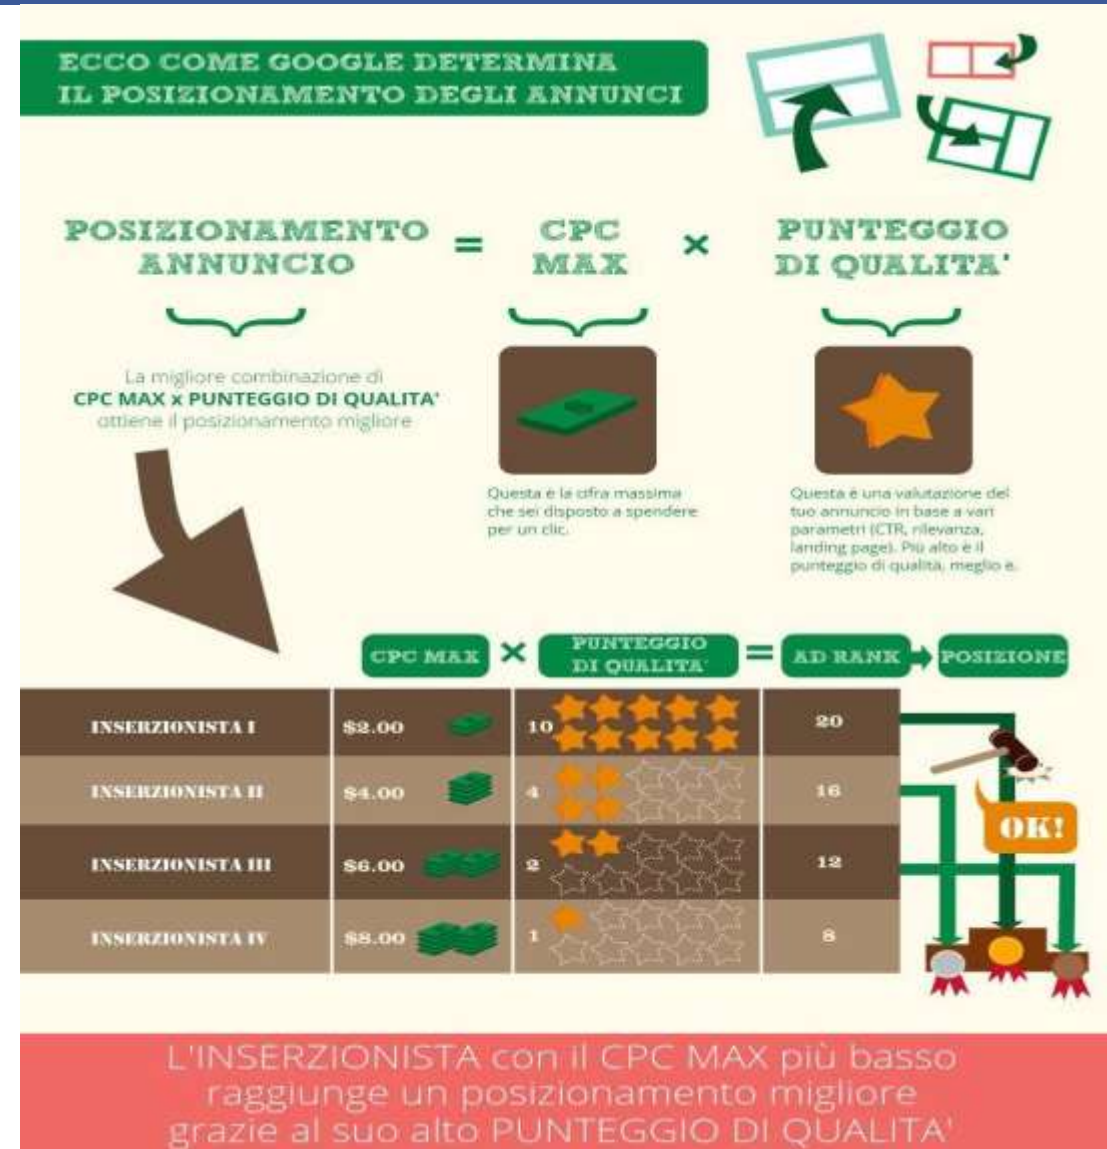 ECCO COME GOOGLE DETERMINA
IL POSIZIONAMENTO DEGLI ANNUNCI
POSIZIONAMENTO
ANNUNCIO
=
CPC
MAX
×
PUNTEGGIO
DI QUALITA'
La migliore combinazione di
CPC MAX x PUNTEGGIO DI QUALITA'
ottiene il posizionamento migliore
Questa è la cifra massima
che sei disposto a spendere
per un clic.
Questa è una valutazione del
tuo annuncio in base a vari
parametri (CTR, rilevanza,
landing page). Più alto è il
punteggio di qualità, meglio è.
CPC MAX × PUNTEGGIO DI QUALITA' = AD RANK POSIZIONE
INSERZIONISTA I $2.00 10 20
INSERZIONISTA II $4.00 4 16
INSERZIONISTA III $6.00 2 12
INSERZIONISTA IV $8.00 1 8
OK!
L'INSERZIONISTA con il CPC MAX più basso
raggiunge un posizionamento migliore
grazie al suo alto PUNTEGGIO DI QUALITA'